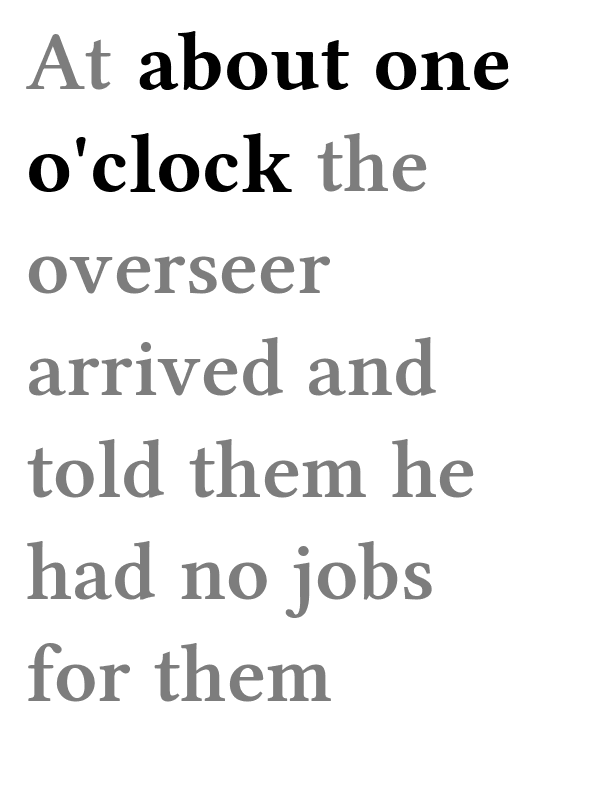 At about one
o'clock the
overseer
arrived and
told them he
had no jobs
for them